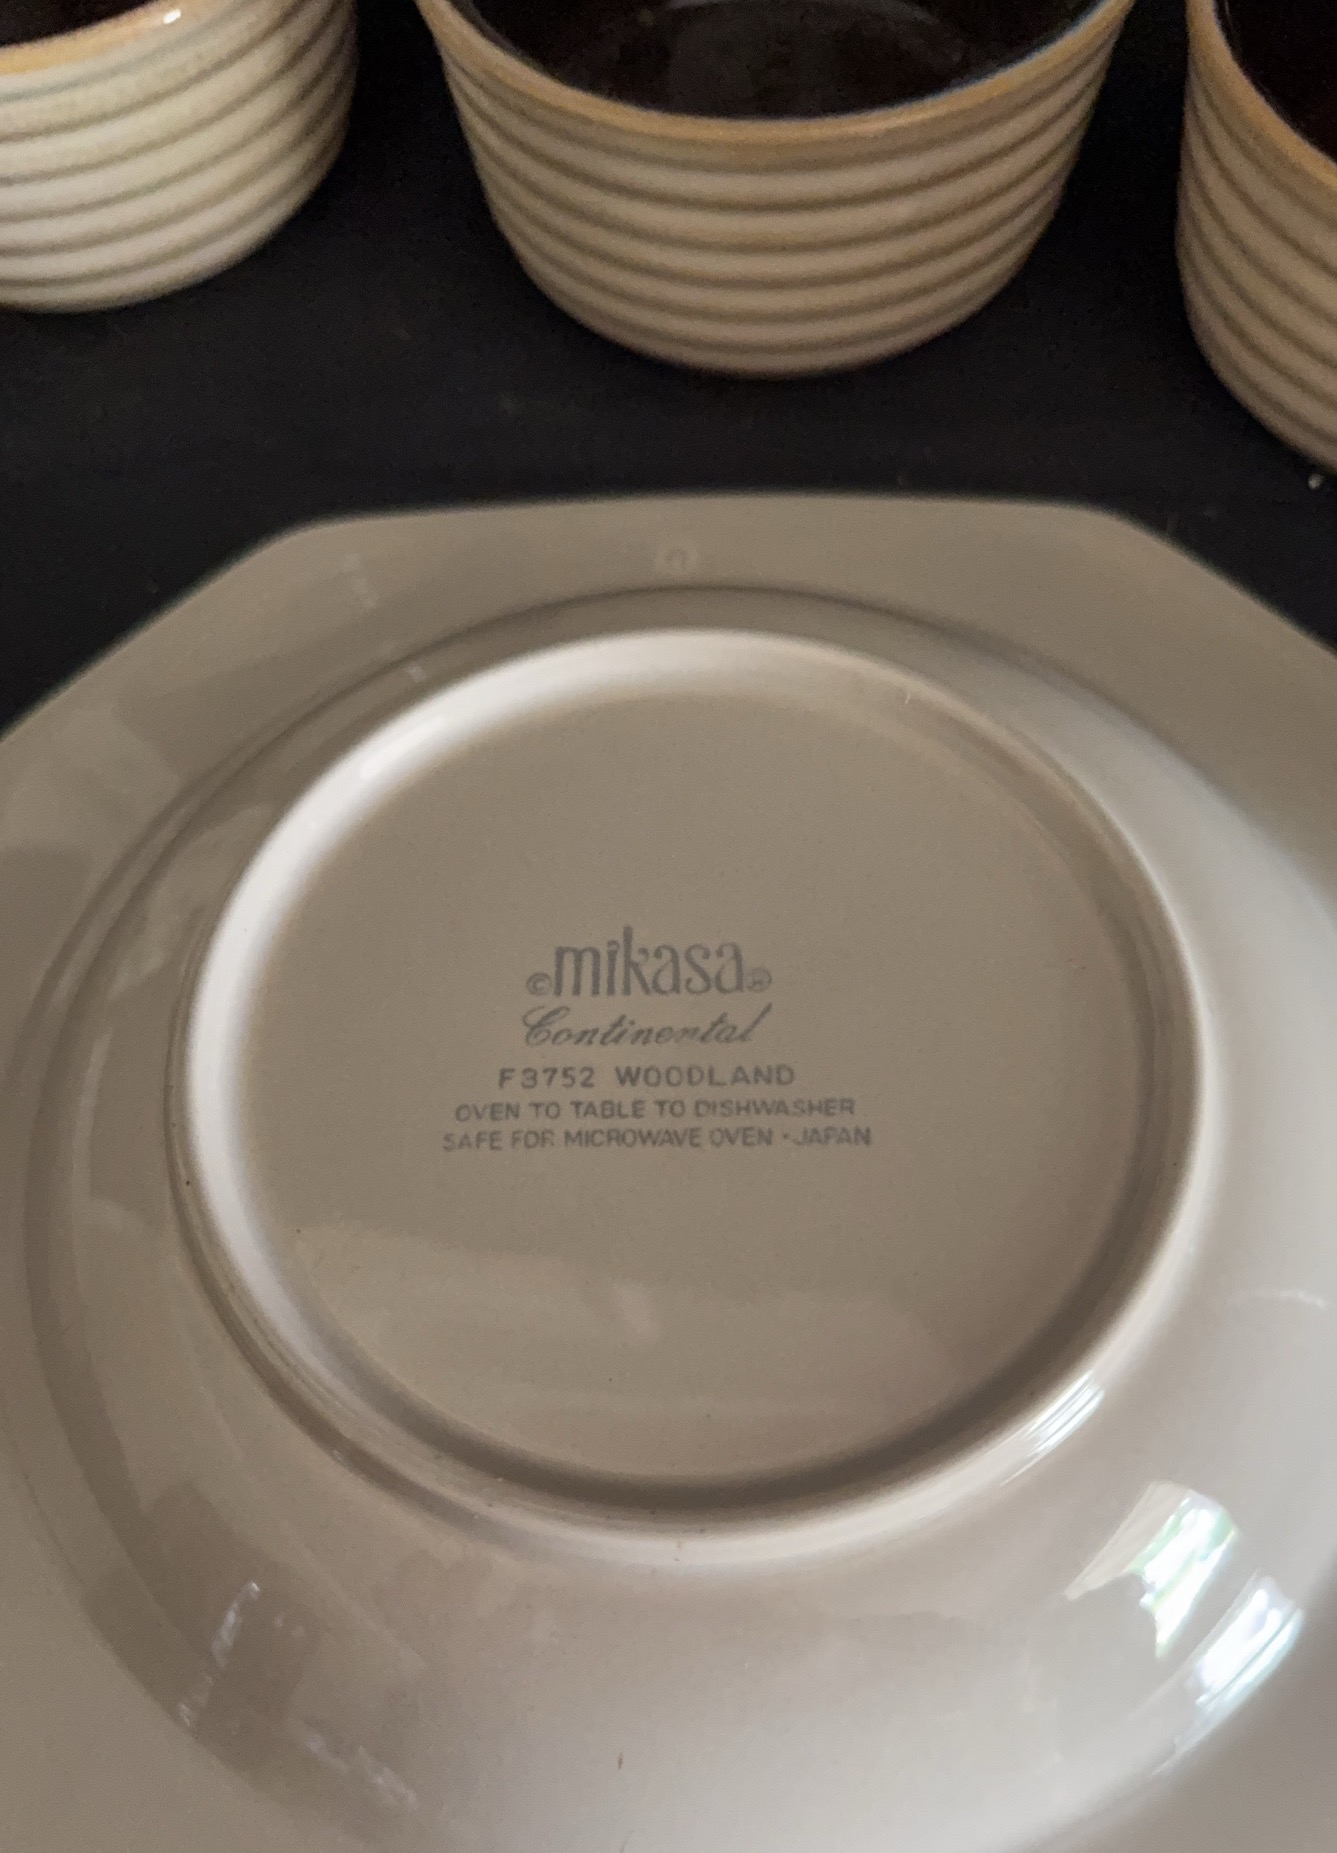 ©mikasa®
Continental
F3752 WOODLAND
OVEN TO TABLE TO DISHWASHER
SAFE FOR MICROWAVE OVEN · JAPAN